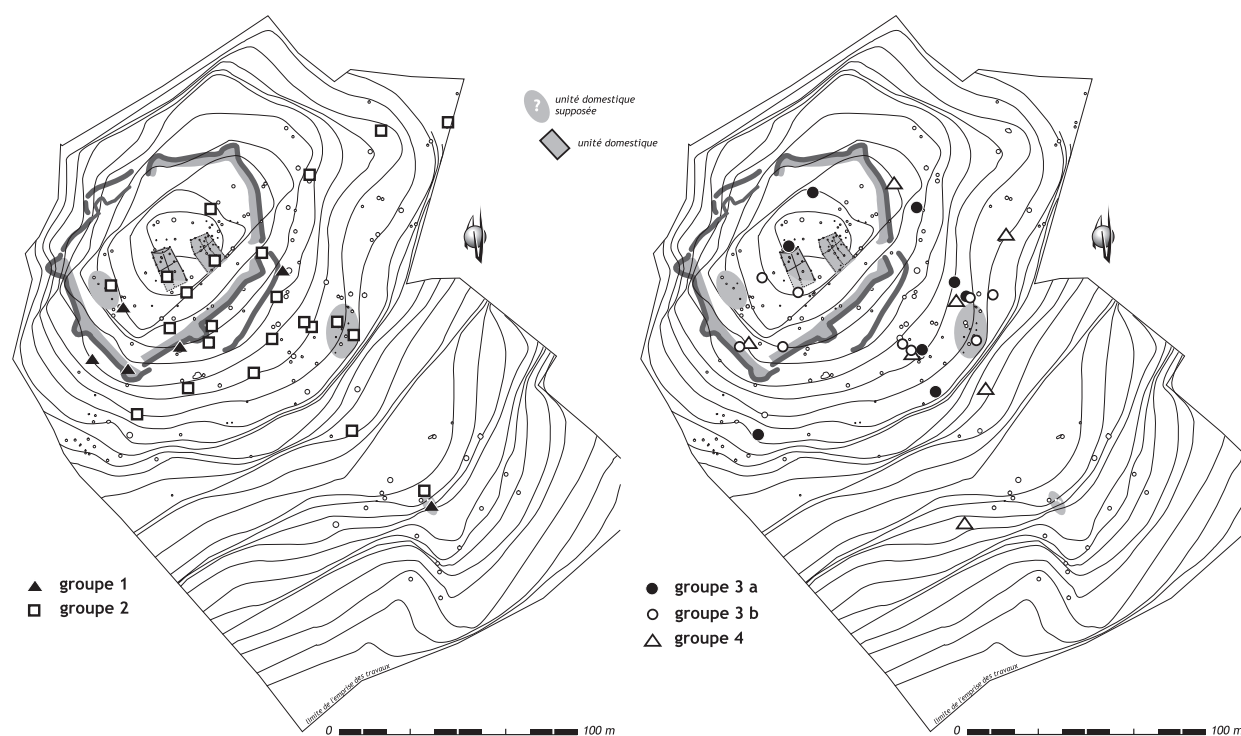 ?
unité domestique
supposée
unité domestique
groupe 1
groupe 2
limite de l'emprise des travaux
0 100 m
groupe 3 a
groupe 3 b
groupe 4
limite de l'emprise des travaux
0 100 m